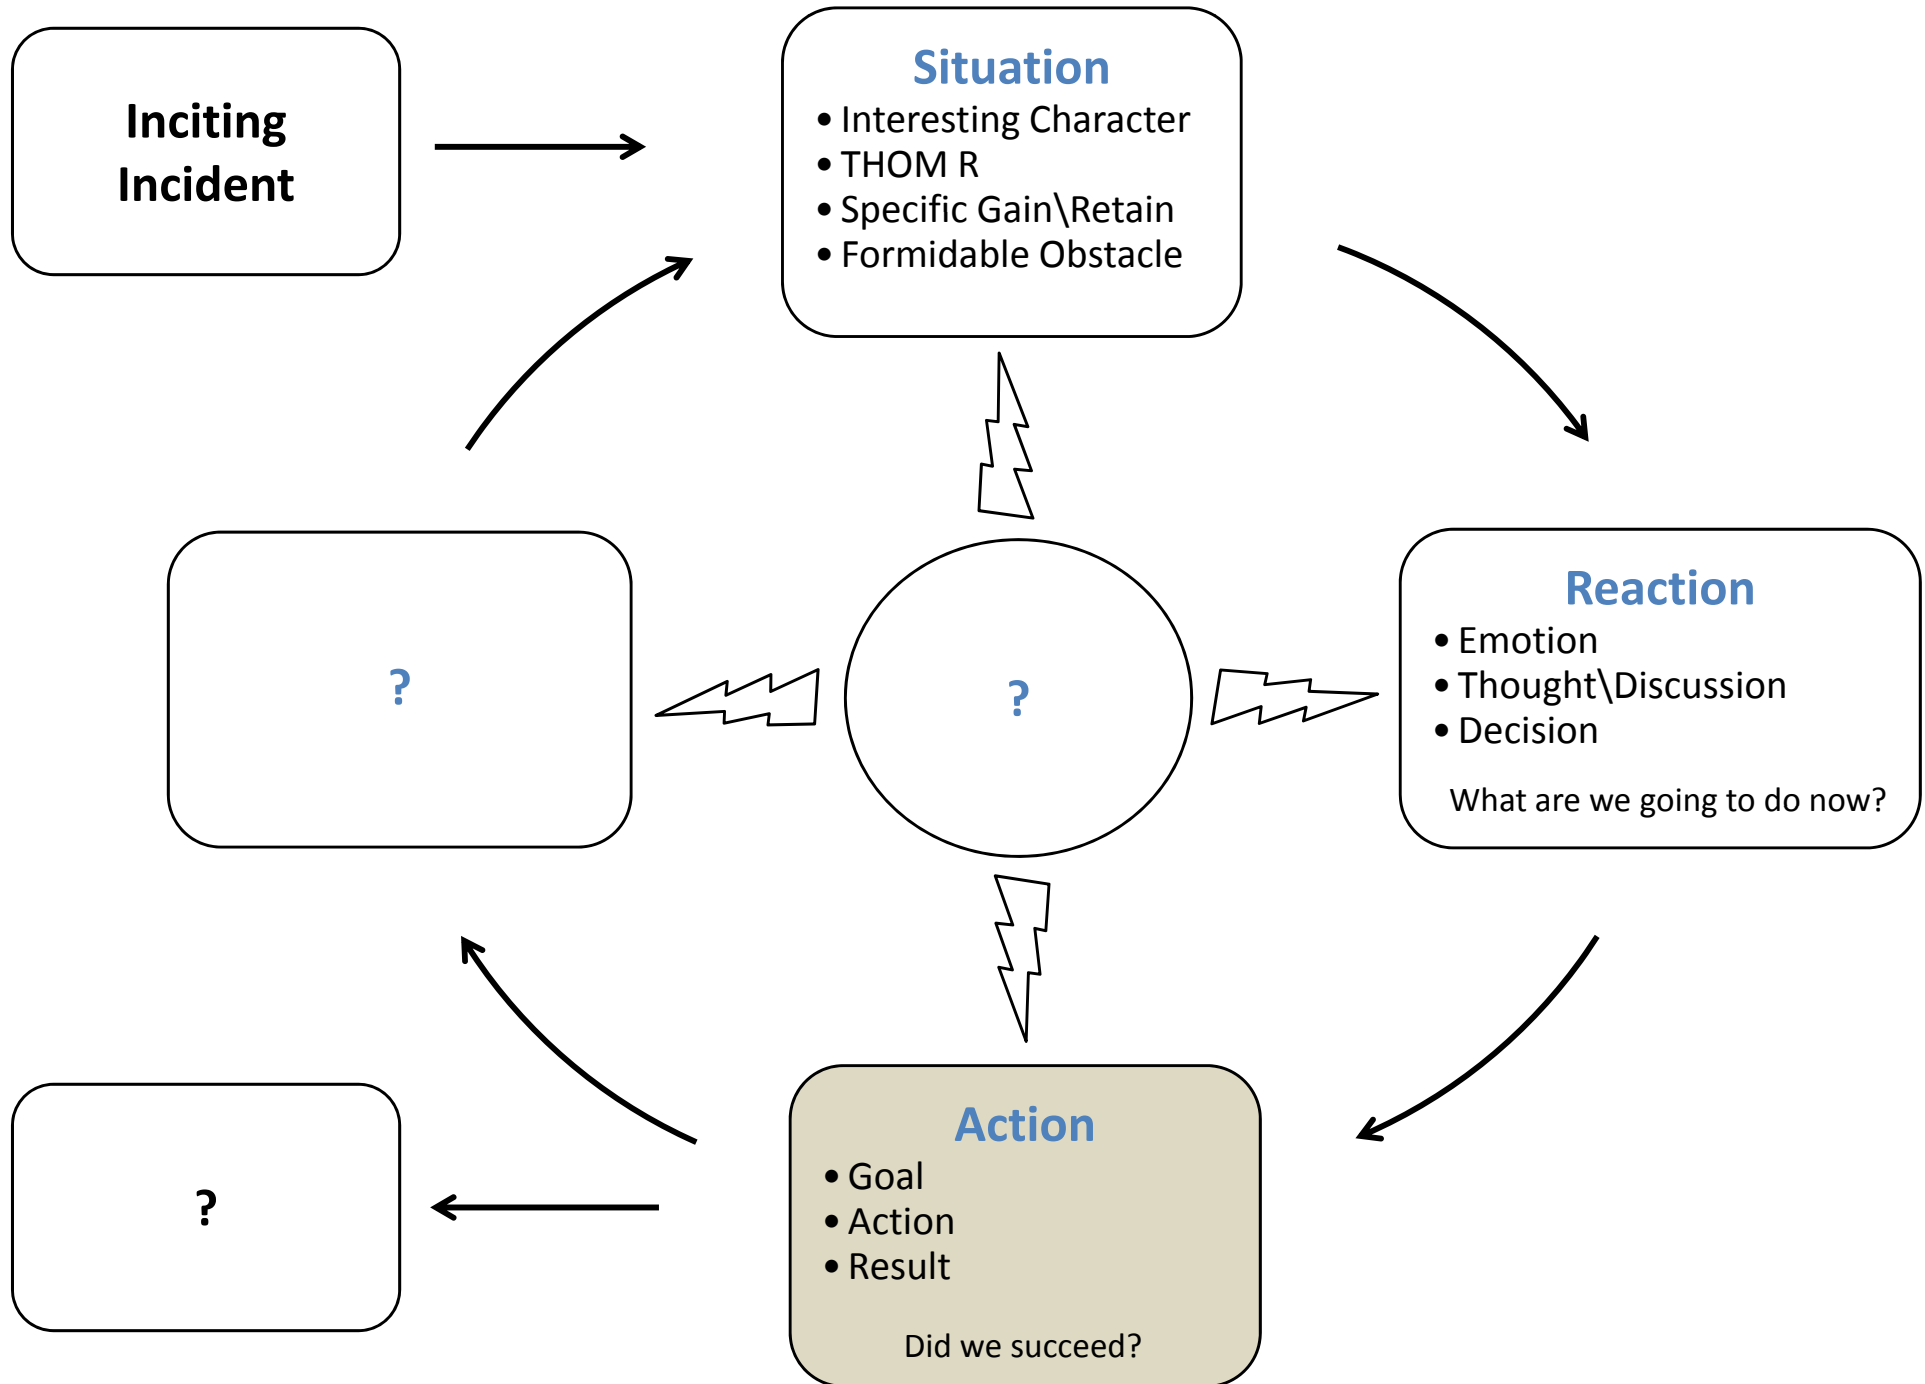 Inciting
Incident
Situation
• Interesting Character
• THOM R
• Specific Gain\Retain
• Formidable Obstacle
?
?
Reaction
• Emotion
• Thought\Discussion
• Decision
What are we going to do now?
?
Action
• Goal
• Action
• Result
Did we succeed?